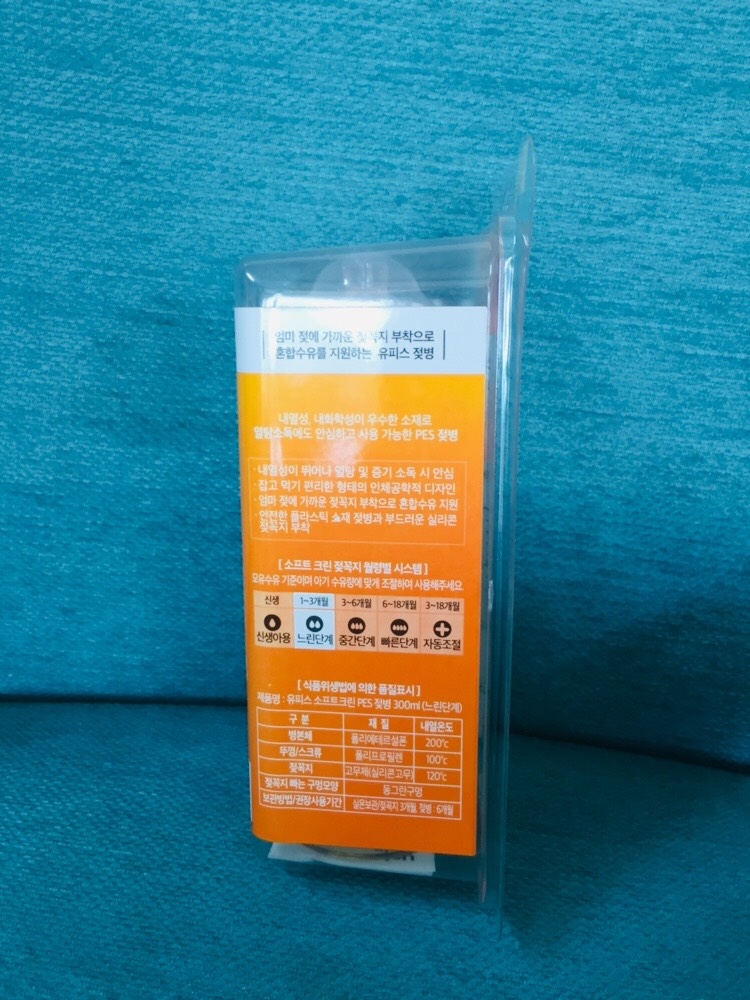 엄마 젖에 가까운 젖꼭지 부착으로
혼합수유를 지원하는 유피스 젖병
내열성, 내화학성이 우수한 소재로
열탕소독에도 안심하고 사용 가능한 PES 젖병
· 내열성이 뛰어나 열탕 및 증기 소독 시 안심
· 잡고 먹기 편리한 형태의 인체공학적 디자인
· 엄마 젖에 가까운 젖꼭지 부착으로 혼합수유 지원
· 안전한 플라스틱 소재 젖병과 부드러운 실리콘
젖꼭지 부착
[ 소프트 크린 젖꼭지 월령별 시스템 ]
모유수유 기준이며 아기 수유량에 맞게 조절하여 사용해주세요.
신생 1~3개월 3~6개월 6~18개월 3~18개월
신생아용 느린단계 중간단계 빠른단계 자동조절
[ 식품위생법에 의한 품질표시 ]
제품명 : 유피스 소프트크린 PES 젖병 300ml (느린단계)
구 분 재 질 내열온도
병본체 폴리에테르설폰 200℃
뚜껑/스크류 폴리프로필렌 100℃
젖꼭지 고무제(실리콘고무) 120℃
젖꼭지 빠는 구멍모양 동그란구멍
보관방법/권장사용기간 실온보관/젖꼭지 3개월, 젖병 : 6개월